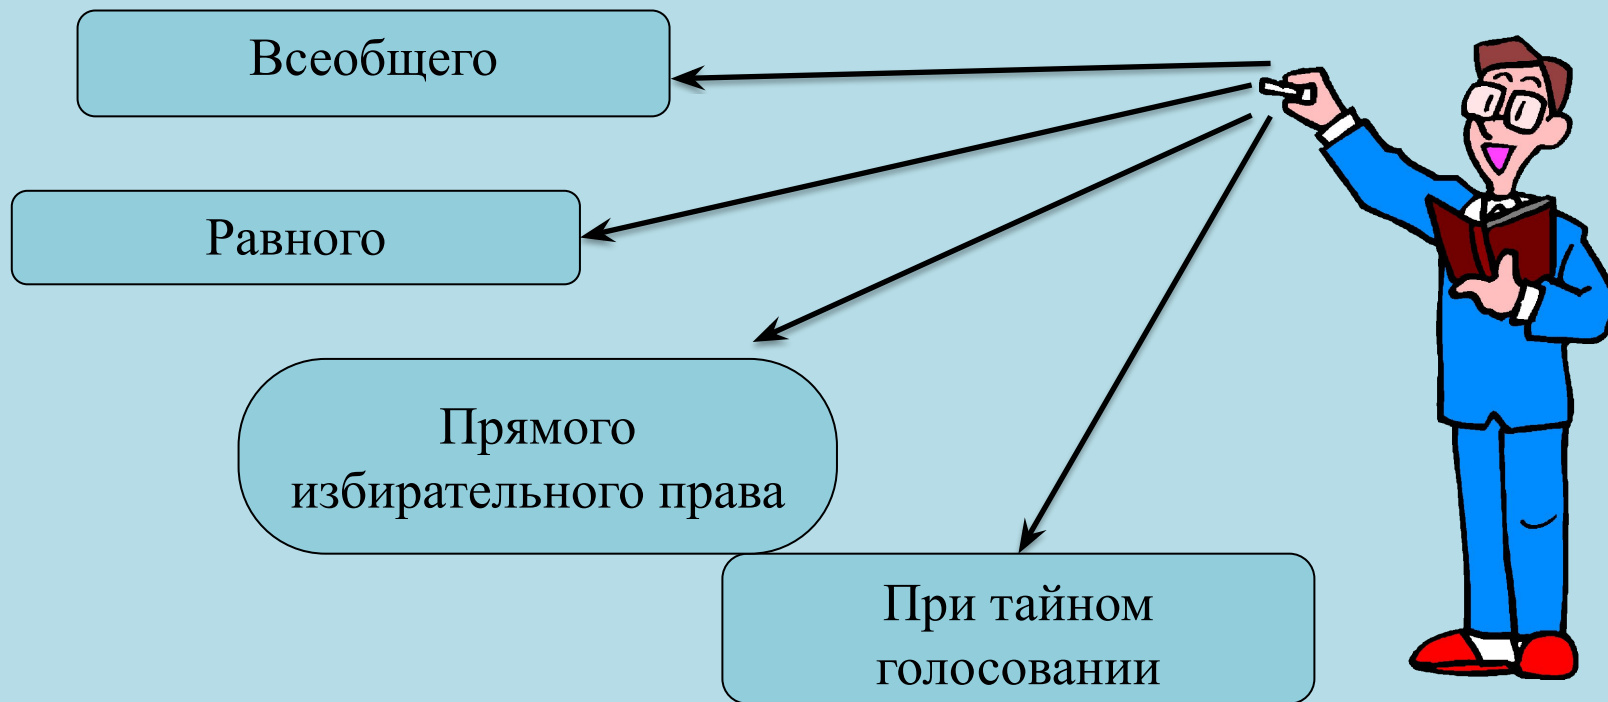 Всеобщего
Равного
Прямого
избирательного права
При тайном
голосовании